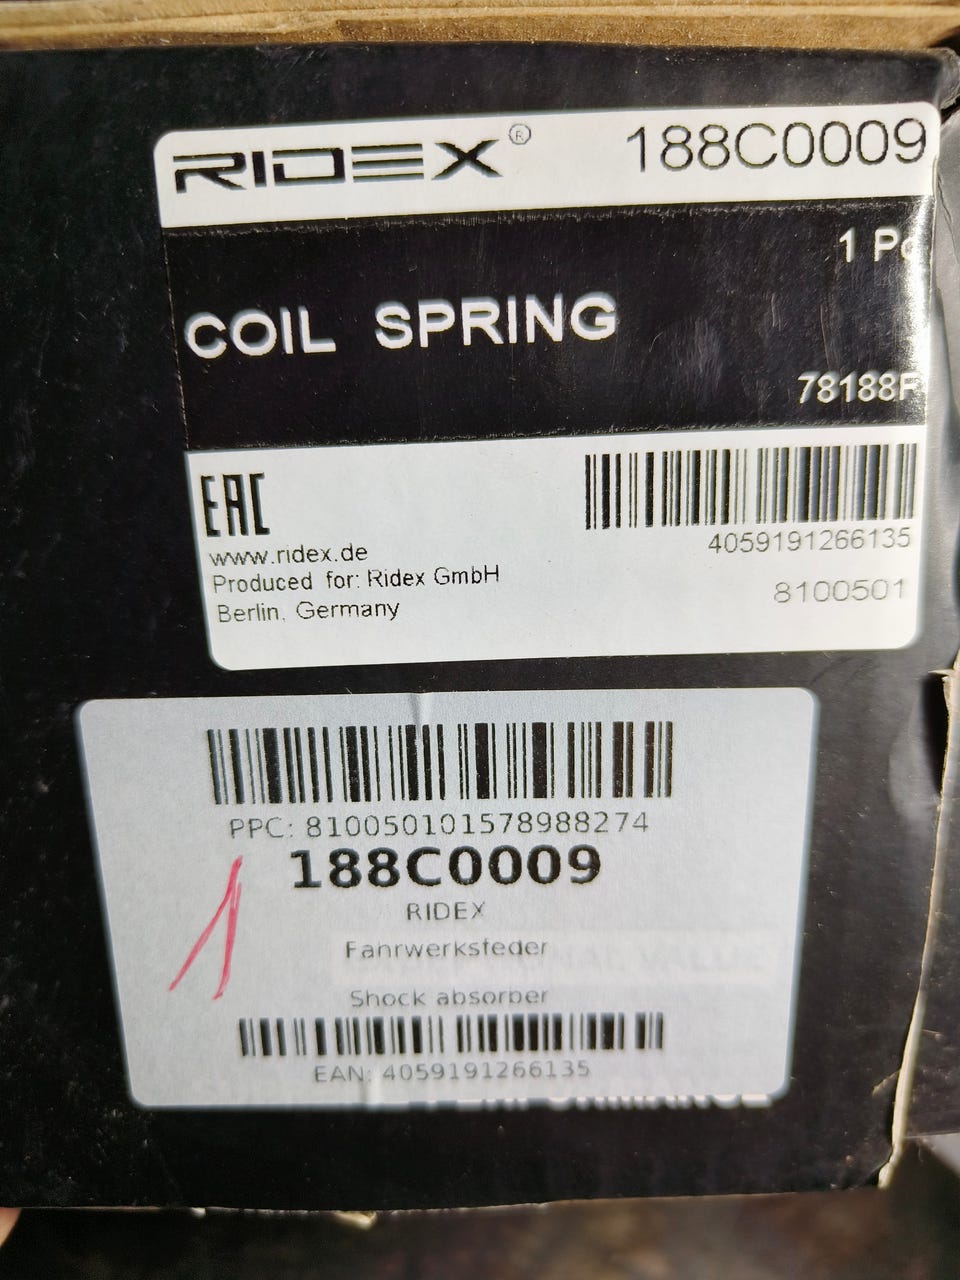 RIDEX® 188C0009
1 Pc
COIL SPRING
78188F
EAC
www.ridex.de
Produced for: Ridex GmbH
Berlin, Germany
4059191266135
8100501
PPC: 810050101578988274
188C0009
1
RIDEX
Fahrwerksfeder
Shock absorber
EAN: 4059191266135